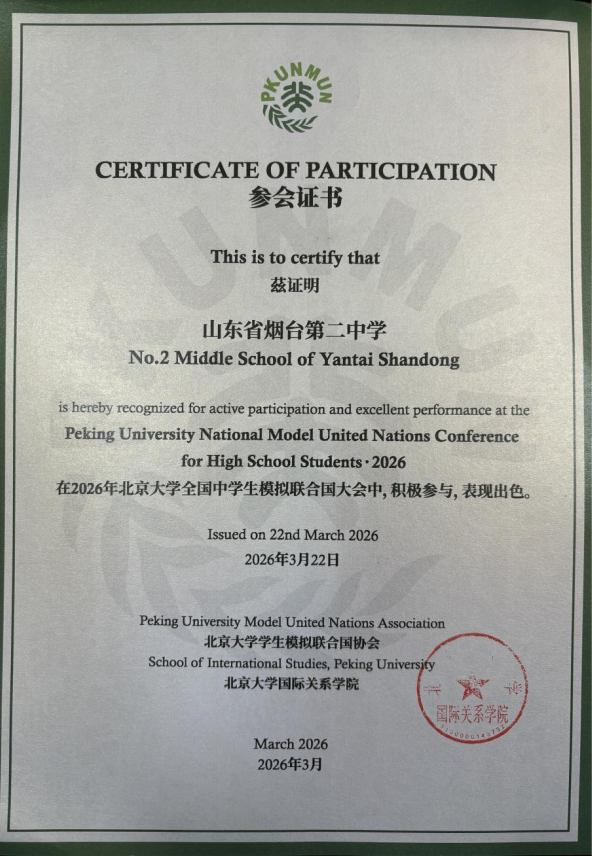 PKUNMUN
CERTIFICATE OF PARTICIPATION
参会证书
This is to certify that
兹证明
山东省烟台第二中学
No.2 Middle School of Yantai Shandong
is hereby recognized for active participation and excellent performance at the
Peking University National Model United Nations Conference
for High School Students·2026
在2026年北京大学全国中学生模拟联合国大会中, 积极参与, 表现出色。
Issued on 22nd March 2026
2026年3月22日
Peking University Model United Nations Association
北京大学学生模拟联合国协会
School of International Studies, Peking University
北京大学国际关系学院
国际关系学院
March 2026
2026年3月